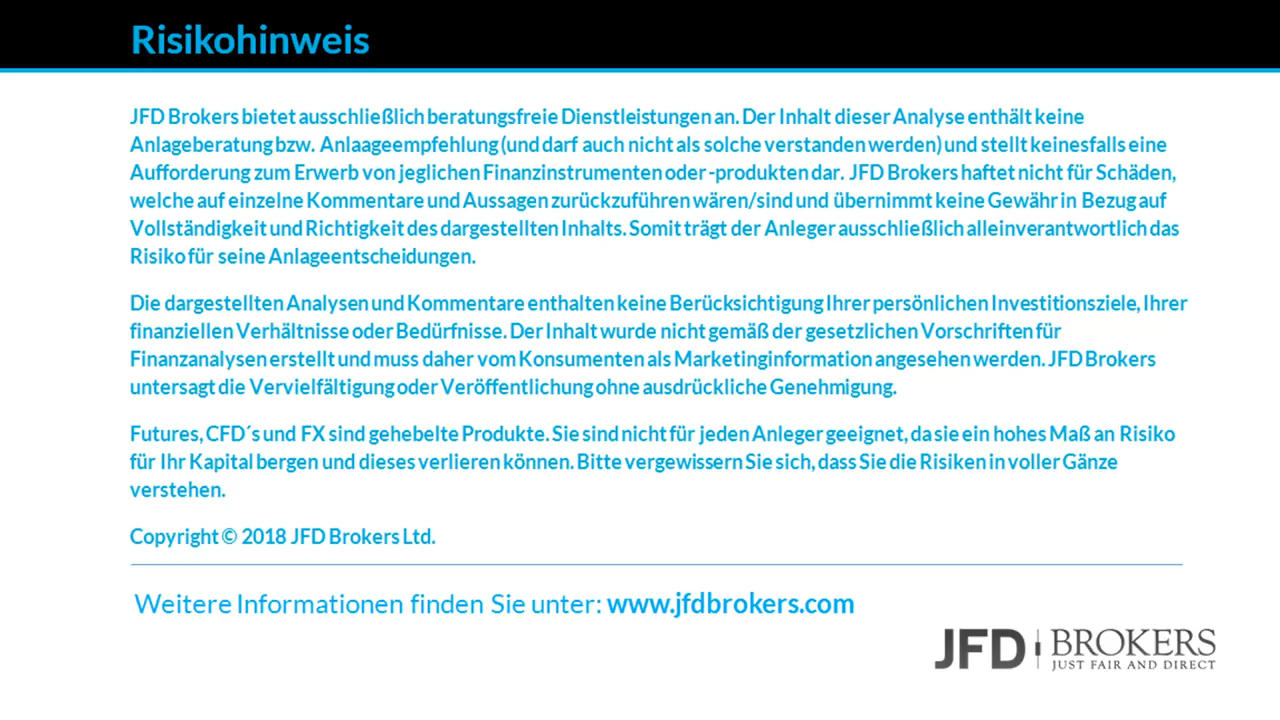 Risikohinweis
JFD Brokers bietet ausschließlich beratungsfreie Dienstleistungen an. Der Inhalt dieser Analyse enthält keine
Anlageberatung bzw. Anlaageempfehlung (und darf auch nicht als solche verstanden werden) und stellt keinesfalls eine
Aufforderung zum Erwerb von jeglichen Finanzinstrumenten oder -produkten dar. JFD Brokers haftet nicht für Schäden,
welche auf einzelne Kommentare und Aussagen zurückzuführen wären/sind und übernimmt keine Gewähr in Bezug auf
Vollständigkeit und Richtigkeit des dargestellten Inhalts. Somit trägt der Anleger ausschließlich alleinverantwortlich das
Risiko für seine Anlageentscheidungen.
Die dargestellten Analysen und Kommentare enthalten keine Berücksichtigung Ihrer persönlichen Investitionsziele, Ihrer
finanziellen Verhältnisse oder Bedürfnisse. Der Inhalt wurde nicht gemäß der gesetzlichen Vorschriften für
Finanzanalysen erstellt und muss daher vom Konsumenten als Marketinginformation angesehen werden. JFD Brokers
untersagt die Vervielfältigung oder Veröffentlichung ohne ausdrückliche Genehmigung.
Futures, CFD´s und FX sind gehebelte Produkte. Sie sind nicht für jeden Anleger geeignet, da sie ein hohes Maß an Risiko
für Ihr Kapital bergen und dieses verlieren können. Bitte vergewissern Sie sich, dass Sie die Risiken in voller Gänze
verstehen.
Copyright © 2018 JFD Brokers Ltd.
Weitere Informationen finden Sie unter: www.jfdbrokers.com
JFD BROKERS
JUST FAIR AND DIRECT